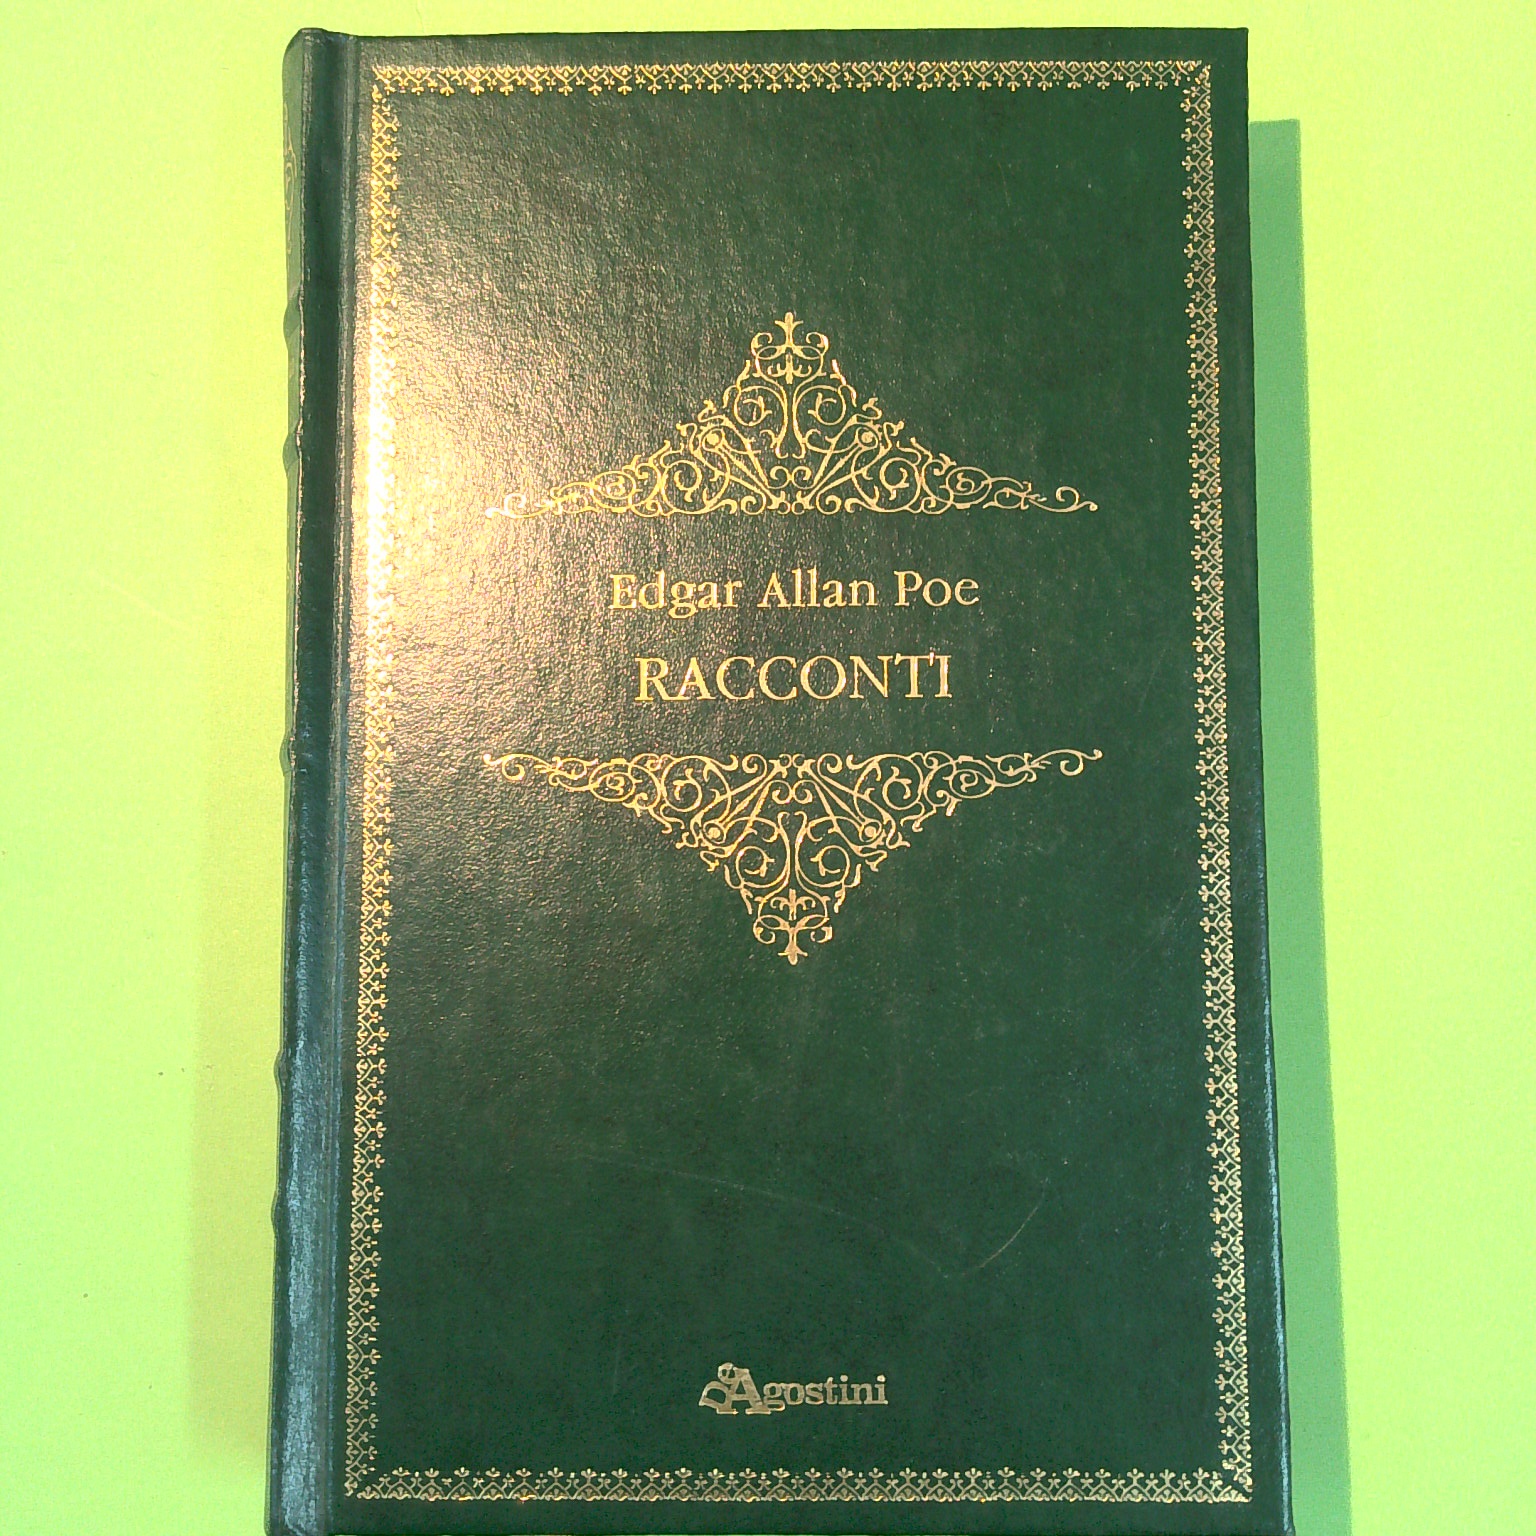 Edgar Allan Poe
RACCONTI
DeAgostini